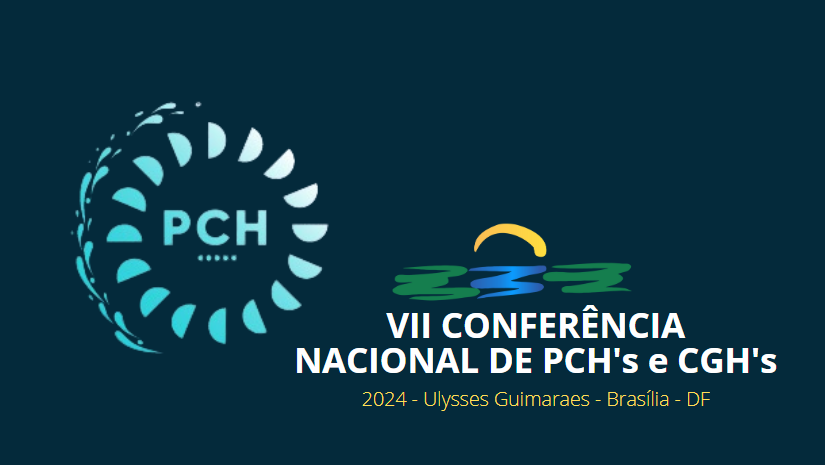 PCH
VII CONFERÊNCIA
NACIONAL DE PCH's e CGH's
2024 - Ulysses Guimaraes - Brasília - DF